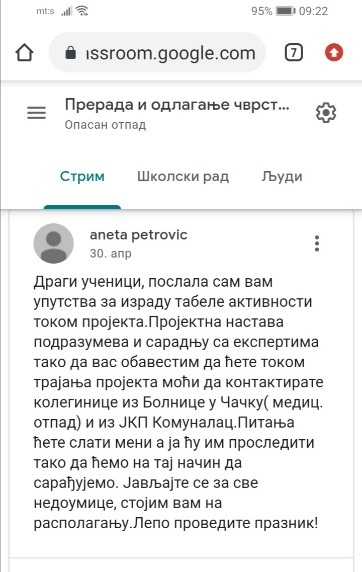 mt:s 95% 09:22
ıssroom.google.com 7
Прерада и одлагање чврст...
Опасан отпад
Стрим Школски рад Људи
aneta petrovic
30. апр
Драги ученици, послала сам вам
упутства за израду табеле активности
током пројекта.Пројектна настава
подразумева и сарадњу са експертима
тако да вас обавестим да ћете током
трајања пројекта моћи да контактирате
колегинице из Болнице у Чачку( медиц.
отпад) и из ЈКП Комуналац.Питања
ћете слати мени а ја ћу им проследити
тако да ћемо на тај начин да
сарађујемо. Јављајте се за све
недоумице, стојим вам на
располагању.Лепо проведите празник!